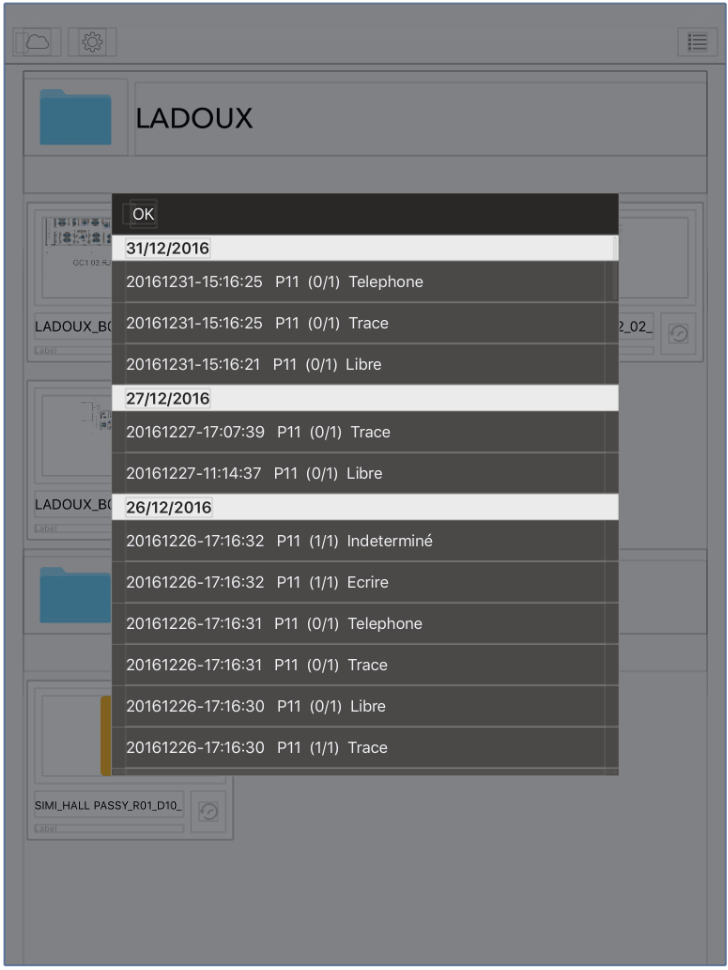 LADOUX
OK
31/12/2016
20161231-15:16:25 P11 (0/1) Telephone
20161231-15:16:25 P11 (0/1) Trace
20161231-15:16:21 P11 (0/1) Libre
27/12/2016
20161227-17:07:39 P11 (0/1) Trace
20161227-11:14:37 P11 (0/1) Libre
26/12/2016
20161226-17:16:32 P11 (1/1) Indeterminé
20161226-17:16:32 P11 (1/1) Ecrire
20161226-17:16:31 P11 (0/1) Telephone
20161226-17:16:31 P11 (0/1) Trace
20161226-17:16:30 P11 (0/1) Libre
20161226-17:16:30 P11 (1/1) Trace
LADOUX_B
2_02_
Label
LADOUX_B
Label
SIMI_HALL PASSY_R01_D10_
Label